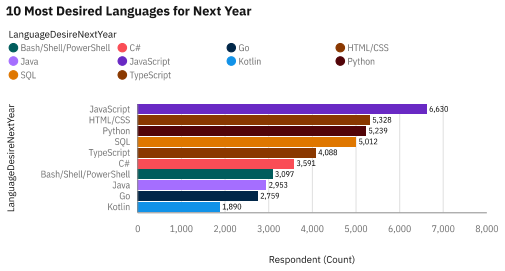 10 Most Desired Languages for Next Year
LanguageDesireNextYear
Bash/Shell/PowerShell C# Go HTML/CSS
Java JavaScript Kotlin Python
SQL TypeScript
LanguageDesireNextYear
JavaScript 6,630
HTML/CSS 5,328
Python 5,239
SQL 5,012
TypeScript 4,088
C# 3,591
Bash/Shell/PowerShell 3,097
Java 2,953
Go 2,759
Kotlin 1,890
0 1,000 2,000 3,000 4,000 5,000 6,000 7,000 8,000
Respondent (Count)